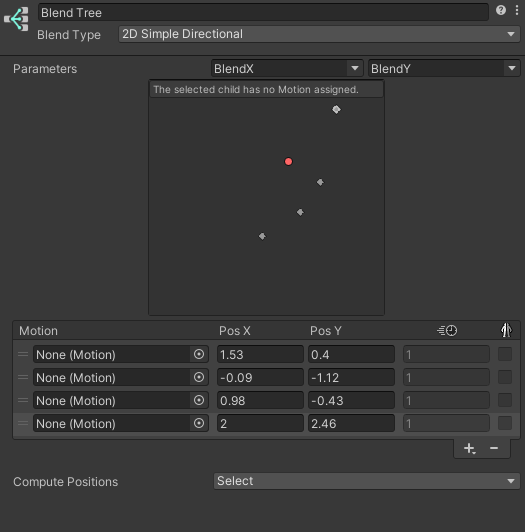 Blend Tree
Blend Type 2D Simple Directional
Parameters BlendX BlendY
The selected child has no Motion assigned.
Motion Pos X Pos Y
None (Motion) 1.53 0.4 1
None (Motion) -0.09 -1.12 1
None (Motion) 0.98 -0.43 1
None (Motion) 2 2.46 1
Compute Positions Select